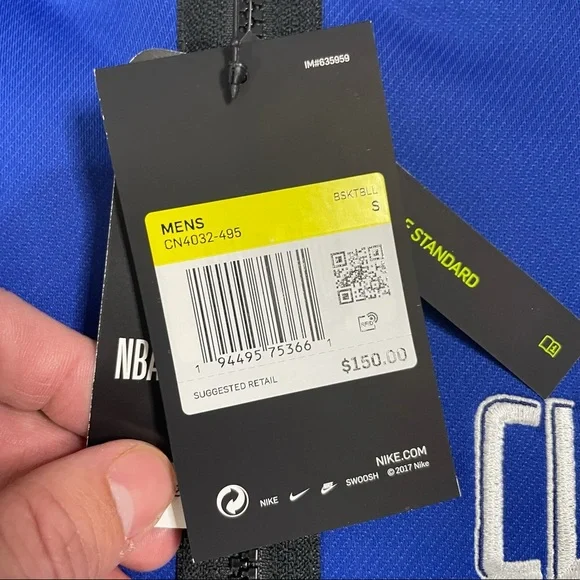 IM#635959
MENS BSKTBLL
CN4032-495 S
1 94495 75366 1
RFID
SUGGESTED RETAIL $150.00
NIKE.COM
NIKE SWOOSH © 2017 Nike
STANDARD
NBA